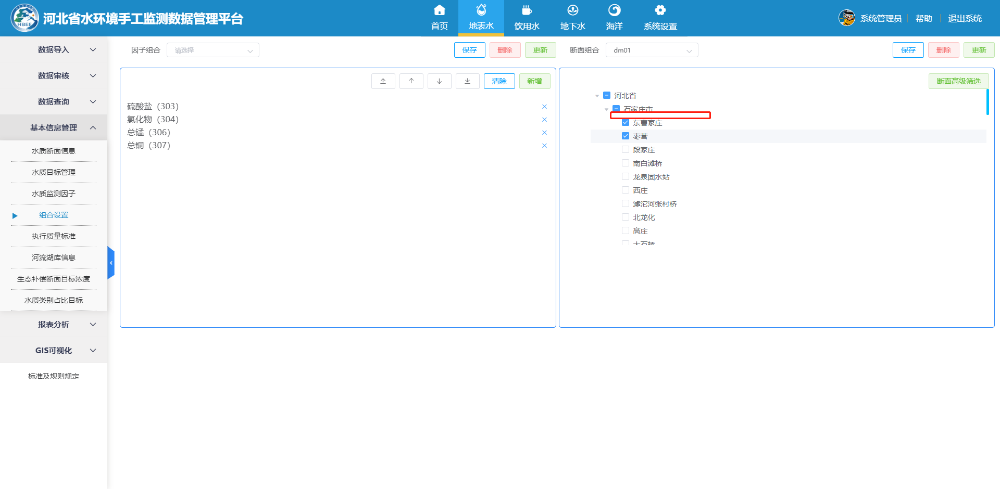 HBEE
河北省水环境手工监测数据管理平台
首页
地表水
饮用水
地下水
海洋
系统设置
系统管理员
帮助
退出系统
数据导入
数据审核
数据查询
基本信息管理
水质断面信息
水质目标管理
水质监测因子
组合设置
执行质量标准
河流湖库信息
生态补偿断面目标浓度
水质类别占比目标
报表分析
GIS可视化
标准及规则规定
因子组合
请选择
保存
删除
更新
清除
新增
硫酸盐（303）
氯化物（304）
总锰（306）
总铜（307）
断面组合
dm01
保存
删除
更新
断面高级筛选
河北省
石家庄市
东曹家庄
枣营
段家庄
南白滩桥
龙泉固水站
西庄
滹沱河张村桥
北龙化
高庄
大石桥